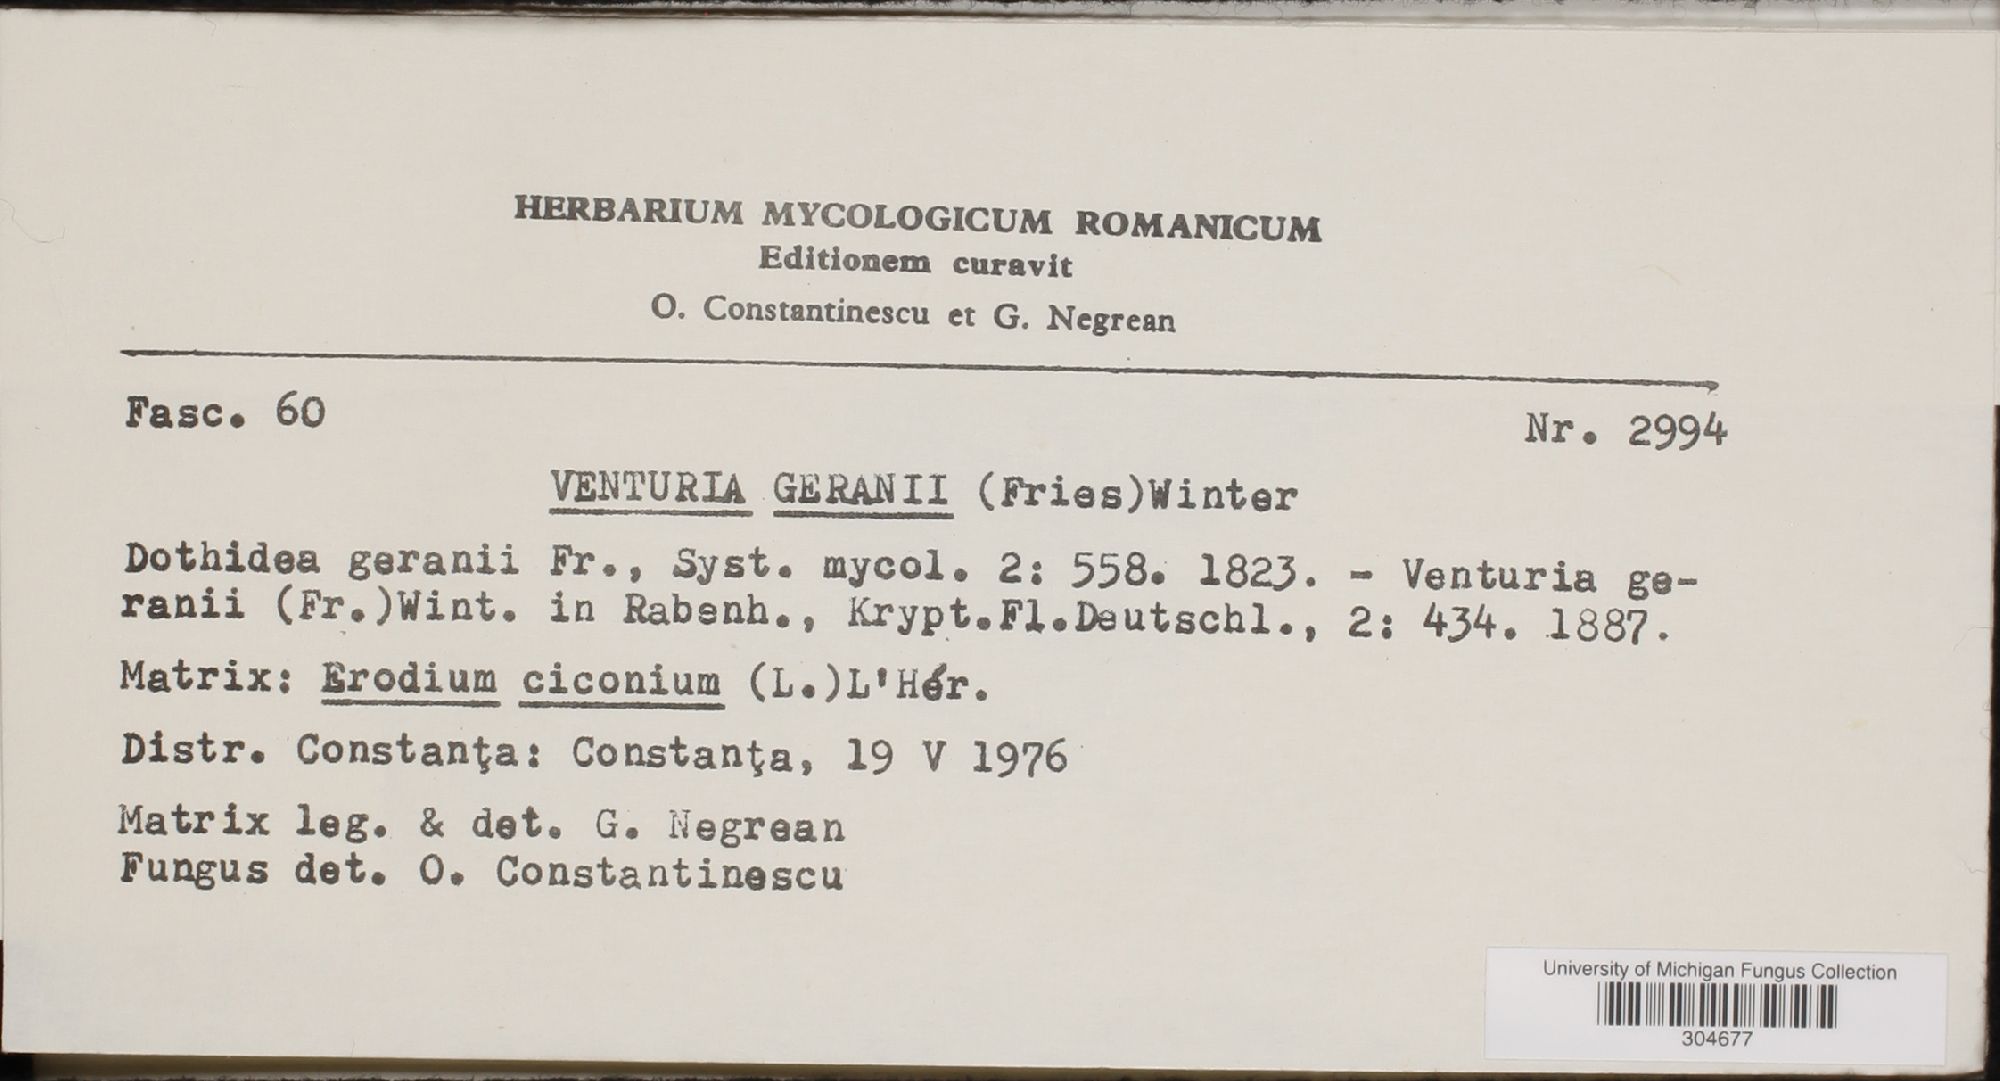 HERBARIUM MYCOLOGICUM ROMANICUM
Editionem curavit
O. Constantinescu et G. Negrean
Fasc. 60
Nr. 2994
VENTURIA GERANII (Fries)Winter
Dothidea geranii Fr., Syst. mycol. 2: 558. 1823. - Venturia ge-
ranii (Fr.)Wint. in Rabenh., Krypt.Fl.Deutschl., 2: 434. 1887.
Matrix: Erodium ciconium (L.)L'Hér.
Distr. Constanţa: Constanţa, 19 V 1976
Matrix leg. & det. G. Negrean
Fungus det. O. Constantinescu
University of Michigan Fungus Collection
304677